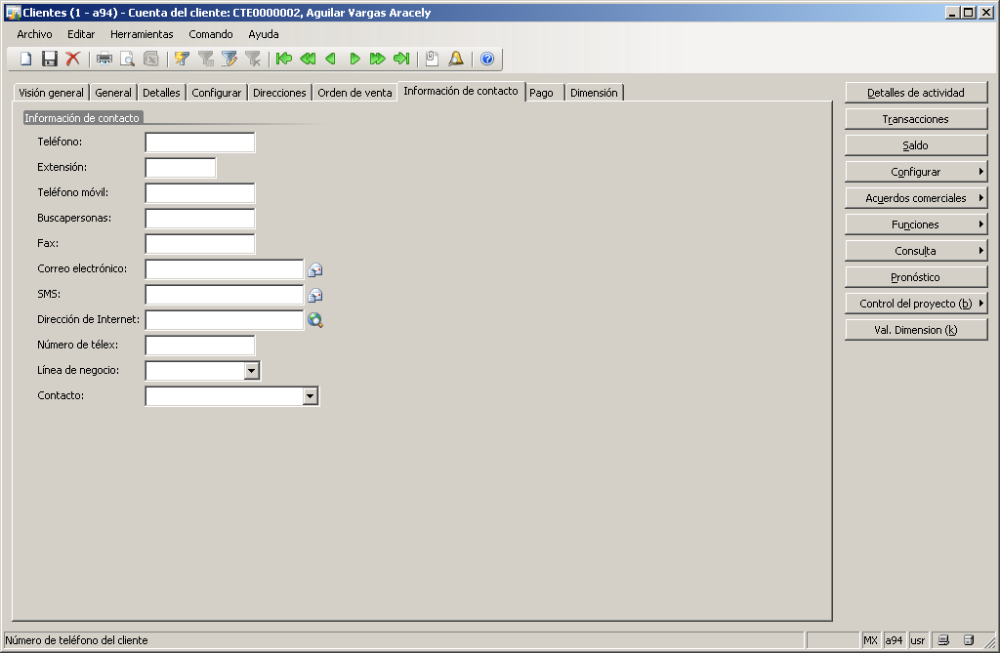 Clientes (1 - a94) - Cuenta del cliente: CTE0000002, Aguilar Vargas Aracely
Archivo Editar Herramientas Comando Ayuda
Visión general General Detalles Configurar Direcciones Orden de venta Información de contacto Pago Dimensión
Información de contacto
Teléfono:
Extensión:
Teléfono móvil:
Buscapersonas:
Fax:
Correo electrónico:
SMS:
Dirección de Internet:
Número de télex:
Línea de negocio:
Contacto:
Detalles de actividad
Transacciones
Saldo
Configurar
Acuerdos comerciales
Funciones
Consulta
Pronóstico
Control del proyecto (b)
Val. Dimension (k)
Número de teléfono del cliente MX a94 usr